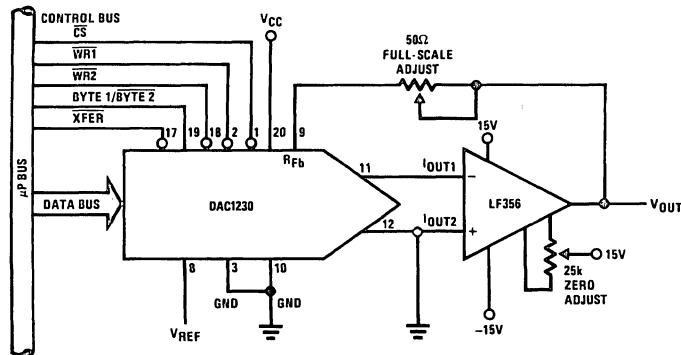 CONTROL BUS
CS
WR1
WR2
BYTE 1/BYTE 2
XFER
µP BUS
DATA BUS
VCC
50Ω
FULL-SCALE
ADJUST
17
19
18
2
1
20
9
RFb
DAC1230
11
IOUT1
12
IOUT2
8
3
10
VREF
GND
GND
15V
−
LF356
+
−15V
VOUT
15V
25k
ZERO
ADJUST